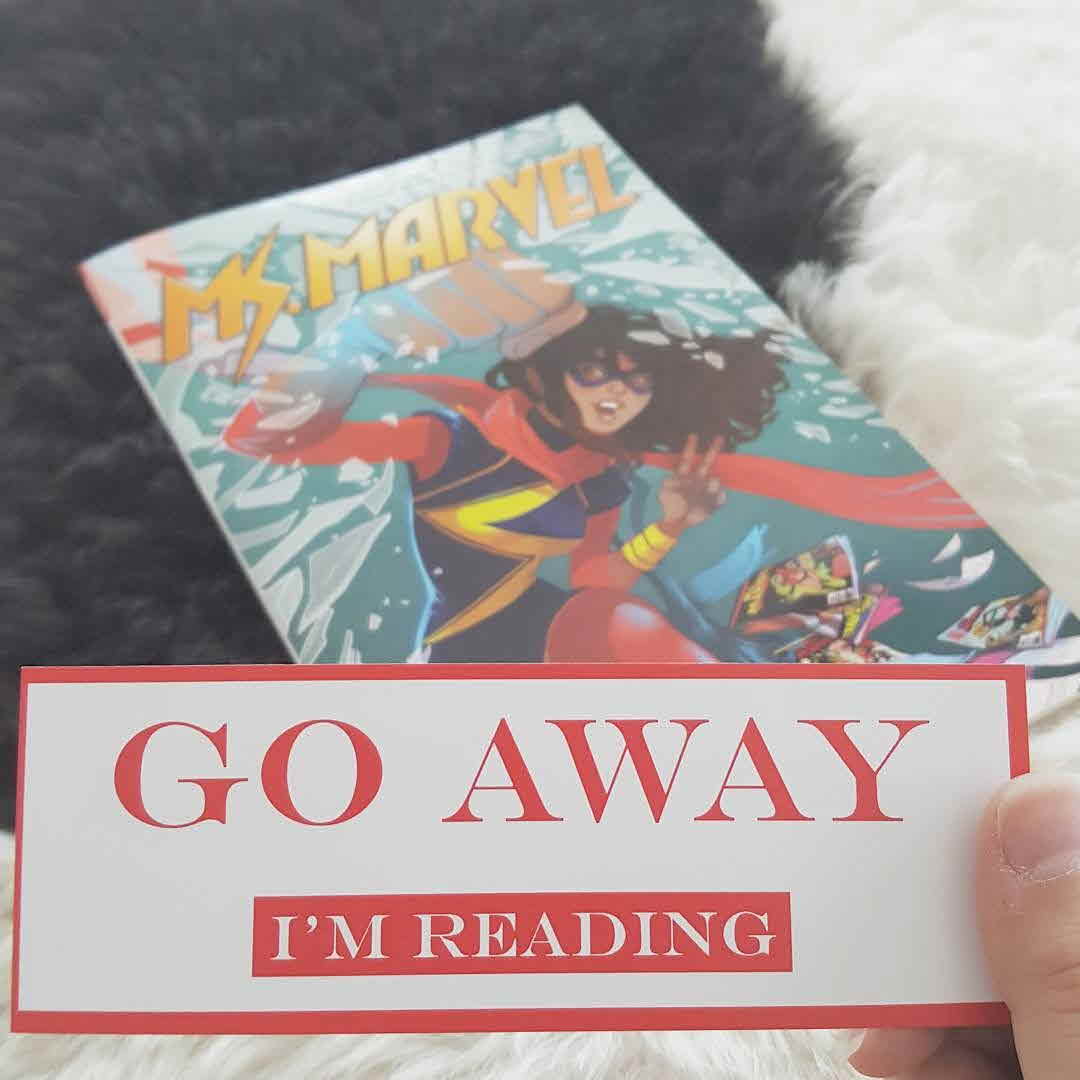 MS. MARVEL
GO AWAY
I'M READING